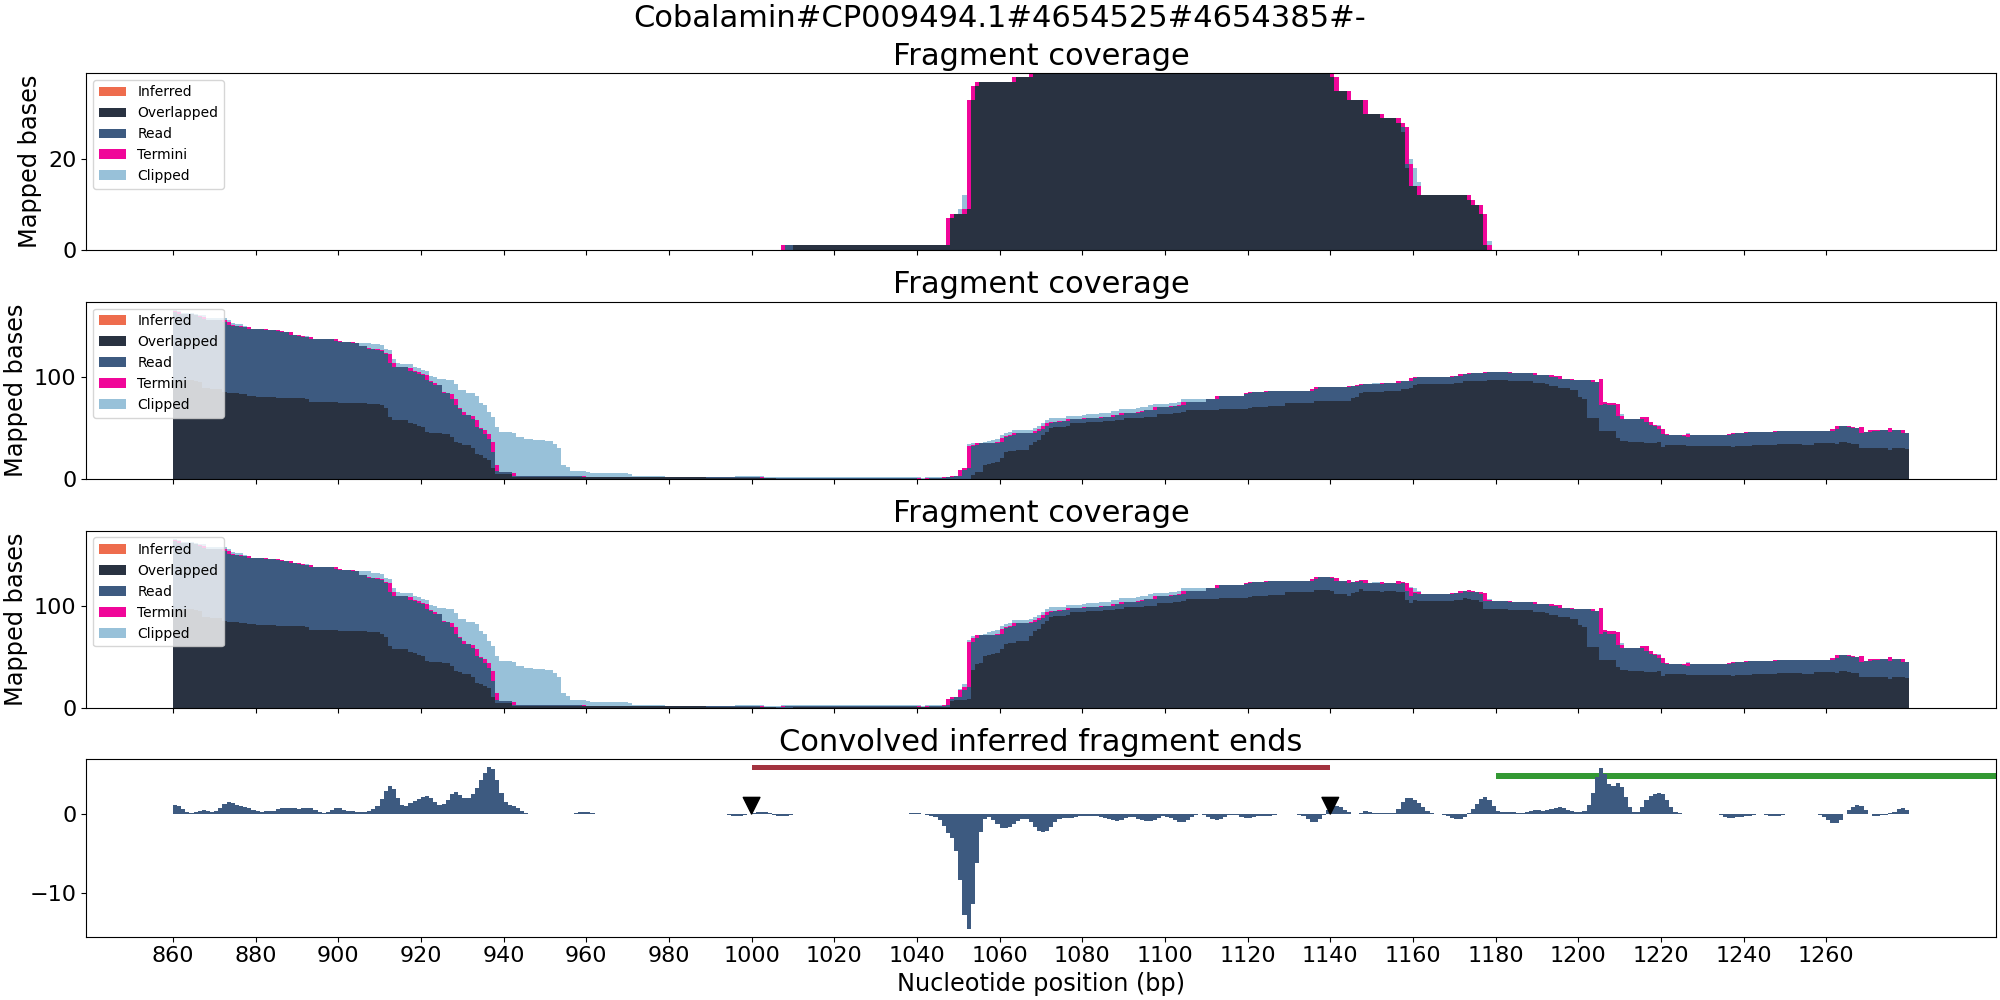 Cobalamin#CP009494.1#4654525#4654385#-
Fragment coverage
Mapped bases
20
0
Inferred
Overlapped
Read
Termini
Clipped
Fragment coverage
Mapped bases
100
0
Inferred
Overlapped
Read
Termini
Clipped
Fragment coverage
Mapped bases
100
0
Inferred
Overlapped
Read
Termini
Clipped
Convolved inferred fragment ends
0
−10
860 880 900 920 940 960 980 1000 1020 1040 1060 1080 1100 1120 1140 1160 1180 1200 1220 1240 1260
Nucleotide position (bp)